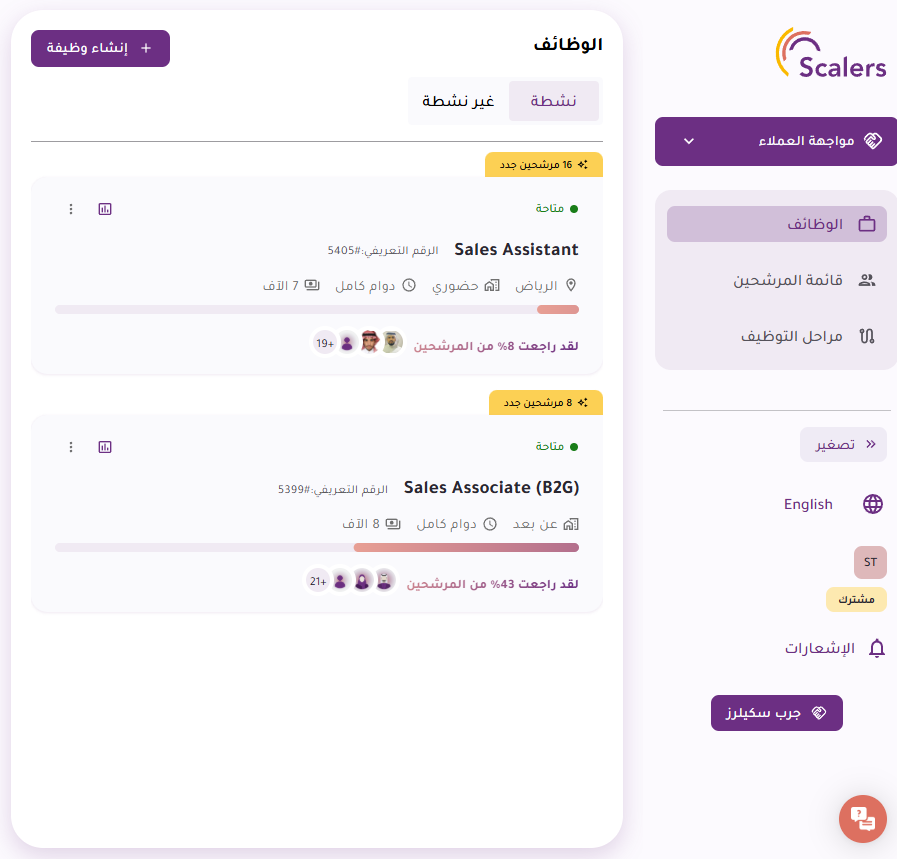 Scalers
مواجهة العملاء
الوظائف
قائمة المرشحين
مراحل التوظيف
تصغير
English
ST
مشترك
الإشعارات
جرب سكيلرز
الوظائف
إنشاء وظيفة +
نشطة
غير نشطة
16 مرشحين جدد
متاحة
Sales Assistant الرقم التعريفي:#5405
الرياض حضوري دوام كامل 7 الآف
لقد راجعت 8% من المرشحين +19
8 مرشحين جدد
متاحة
Sales Associate (B2G) الرقم التعريفي:#5399
عن بعد دوام كامل 8 الآف
لقد راجعت 43% من المرشحين +21